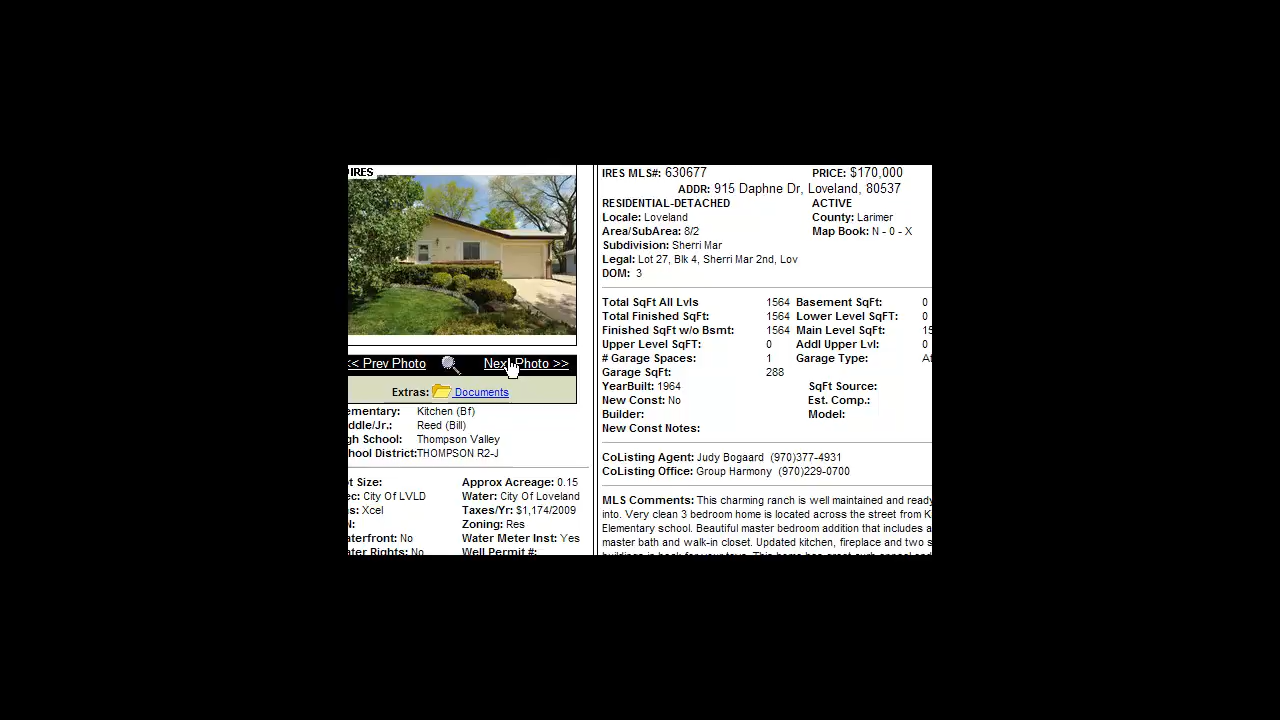 IRES
<< Prev Photo Next Photo >>
Extras: Documents
ementary: Kitchen (Bf)
ddle/Jr.: Reed (Bill)
gh School: Thompson Valley
hool District:THOMPSON R2-J
t Size: Approx Acreage: 0.15
ec: City Of LVLD Water: City Of Loveland
s: Xcel Taxes/Yr: $1,174/2009
N: Zoning: Res
aterfront: No Water Meter Inst: Yes
ater Rights: No Well Permit #:
IRES MLS#: 630677 PRICE: $170,000
ADDR: 915 Daphne Dr, Loveland, 80537
RESIDENTIAL-DETACHED ACTIVE
Locale: Loveland County: Larimer
Area/SubArea: 8/2 Map Book: N - 0 - X
Subdivision: Sherri Mar
Legal: Lot 27, Blk 4, Sherri Mar 2nd, Lov
DOM: 3
Total SqFt All Lvls 1564 Basement SqFt: 0
Total Finished SqFt: 1564 Lower Level SqFT: 0
Finished SqFt w/o Bsmt: 1564 Main Level SqFt: 15
Upper Level SqFT: 0 Addl Upper Lvl: 0
# Garage Spaces: 1 Garage Type: At
Garage SqFt: 288
YearBuilt: 1964 SqFt Source:
New Const: No Est. Comp.:
Builder: Model:
New Const Notes:
CoListing Agent: Judy Bogaard (970)377-4931
CoListing Office: Group Harmony (970)229-0700
MLS Comments: This charming ranch is well maintained and ready
into. Very clean 3 bedroom home is located across the street from K
Elementary school. Beautiful master bedroom addition that includes a
master bath and walk-in closet. Updated kitchen, fireplace and two s